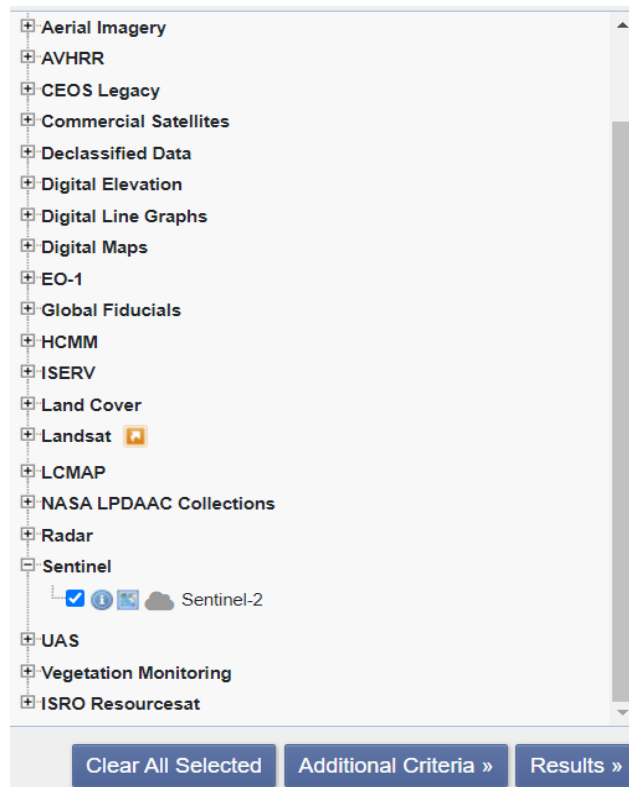 Aerial Imagery
AVHRR
CEOS Legacy
Commercial Satellites
Declassified Data
Digital Elevation
Digital Line Graphs
Digital Maps
EO-1
Global Fiducials
HCMM
ISERV
Land Cover
Landsat
LCMAP
NASA LPDAAC Collections
Radar
Sentinel
Sentinel-2
UAS
Vegetation Monitoring
ISRO Resourcesat
Clear All Selected Additional Criteria » Results »